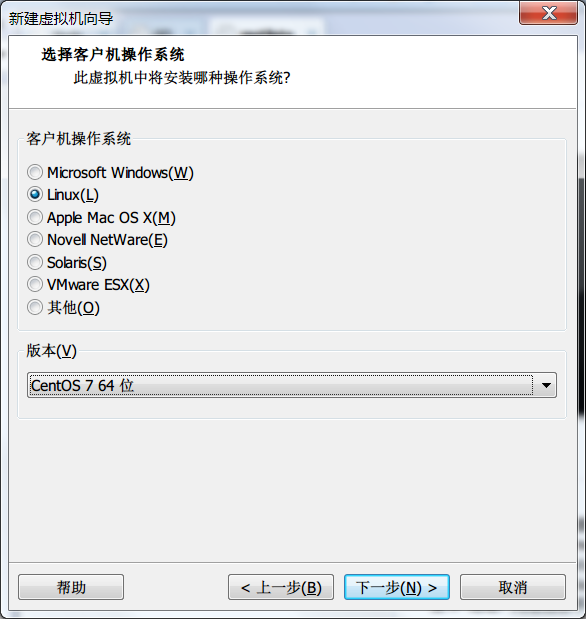 新建虚拟机向导
选择客户机操作系统
此虚拟机中将安装哪种操作系统?
客户机操作系统
Microsoft Windows(W)
Linux(L)
Apple Mac OS X(M)
Novell NetWare(E)
Solaris(S)
VMware ESX(X)
其他(O)
版本(V)
CentOS 7 64 位
帮助
< 上一步(B)
下一步(N) >
取消